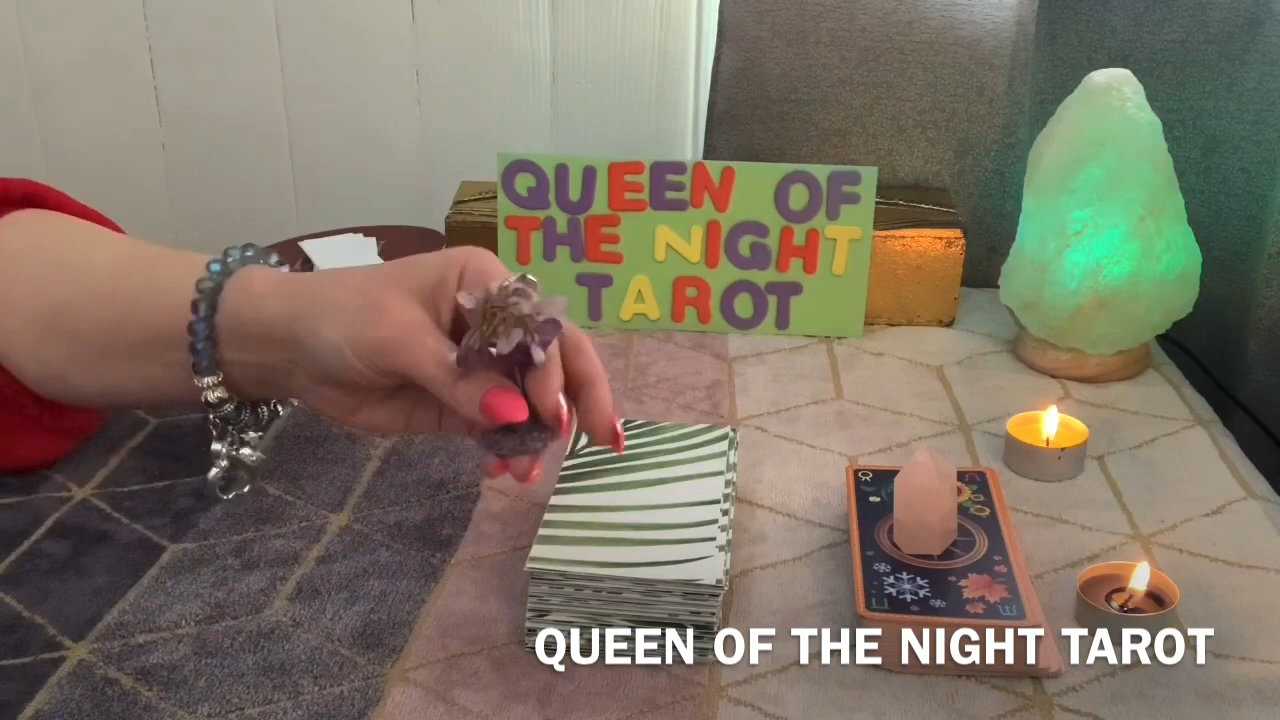 QUEEN OF
THE NIGHT
TAROT
QUEEN OF THE NIGHT TAROT